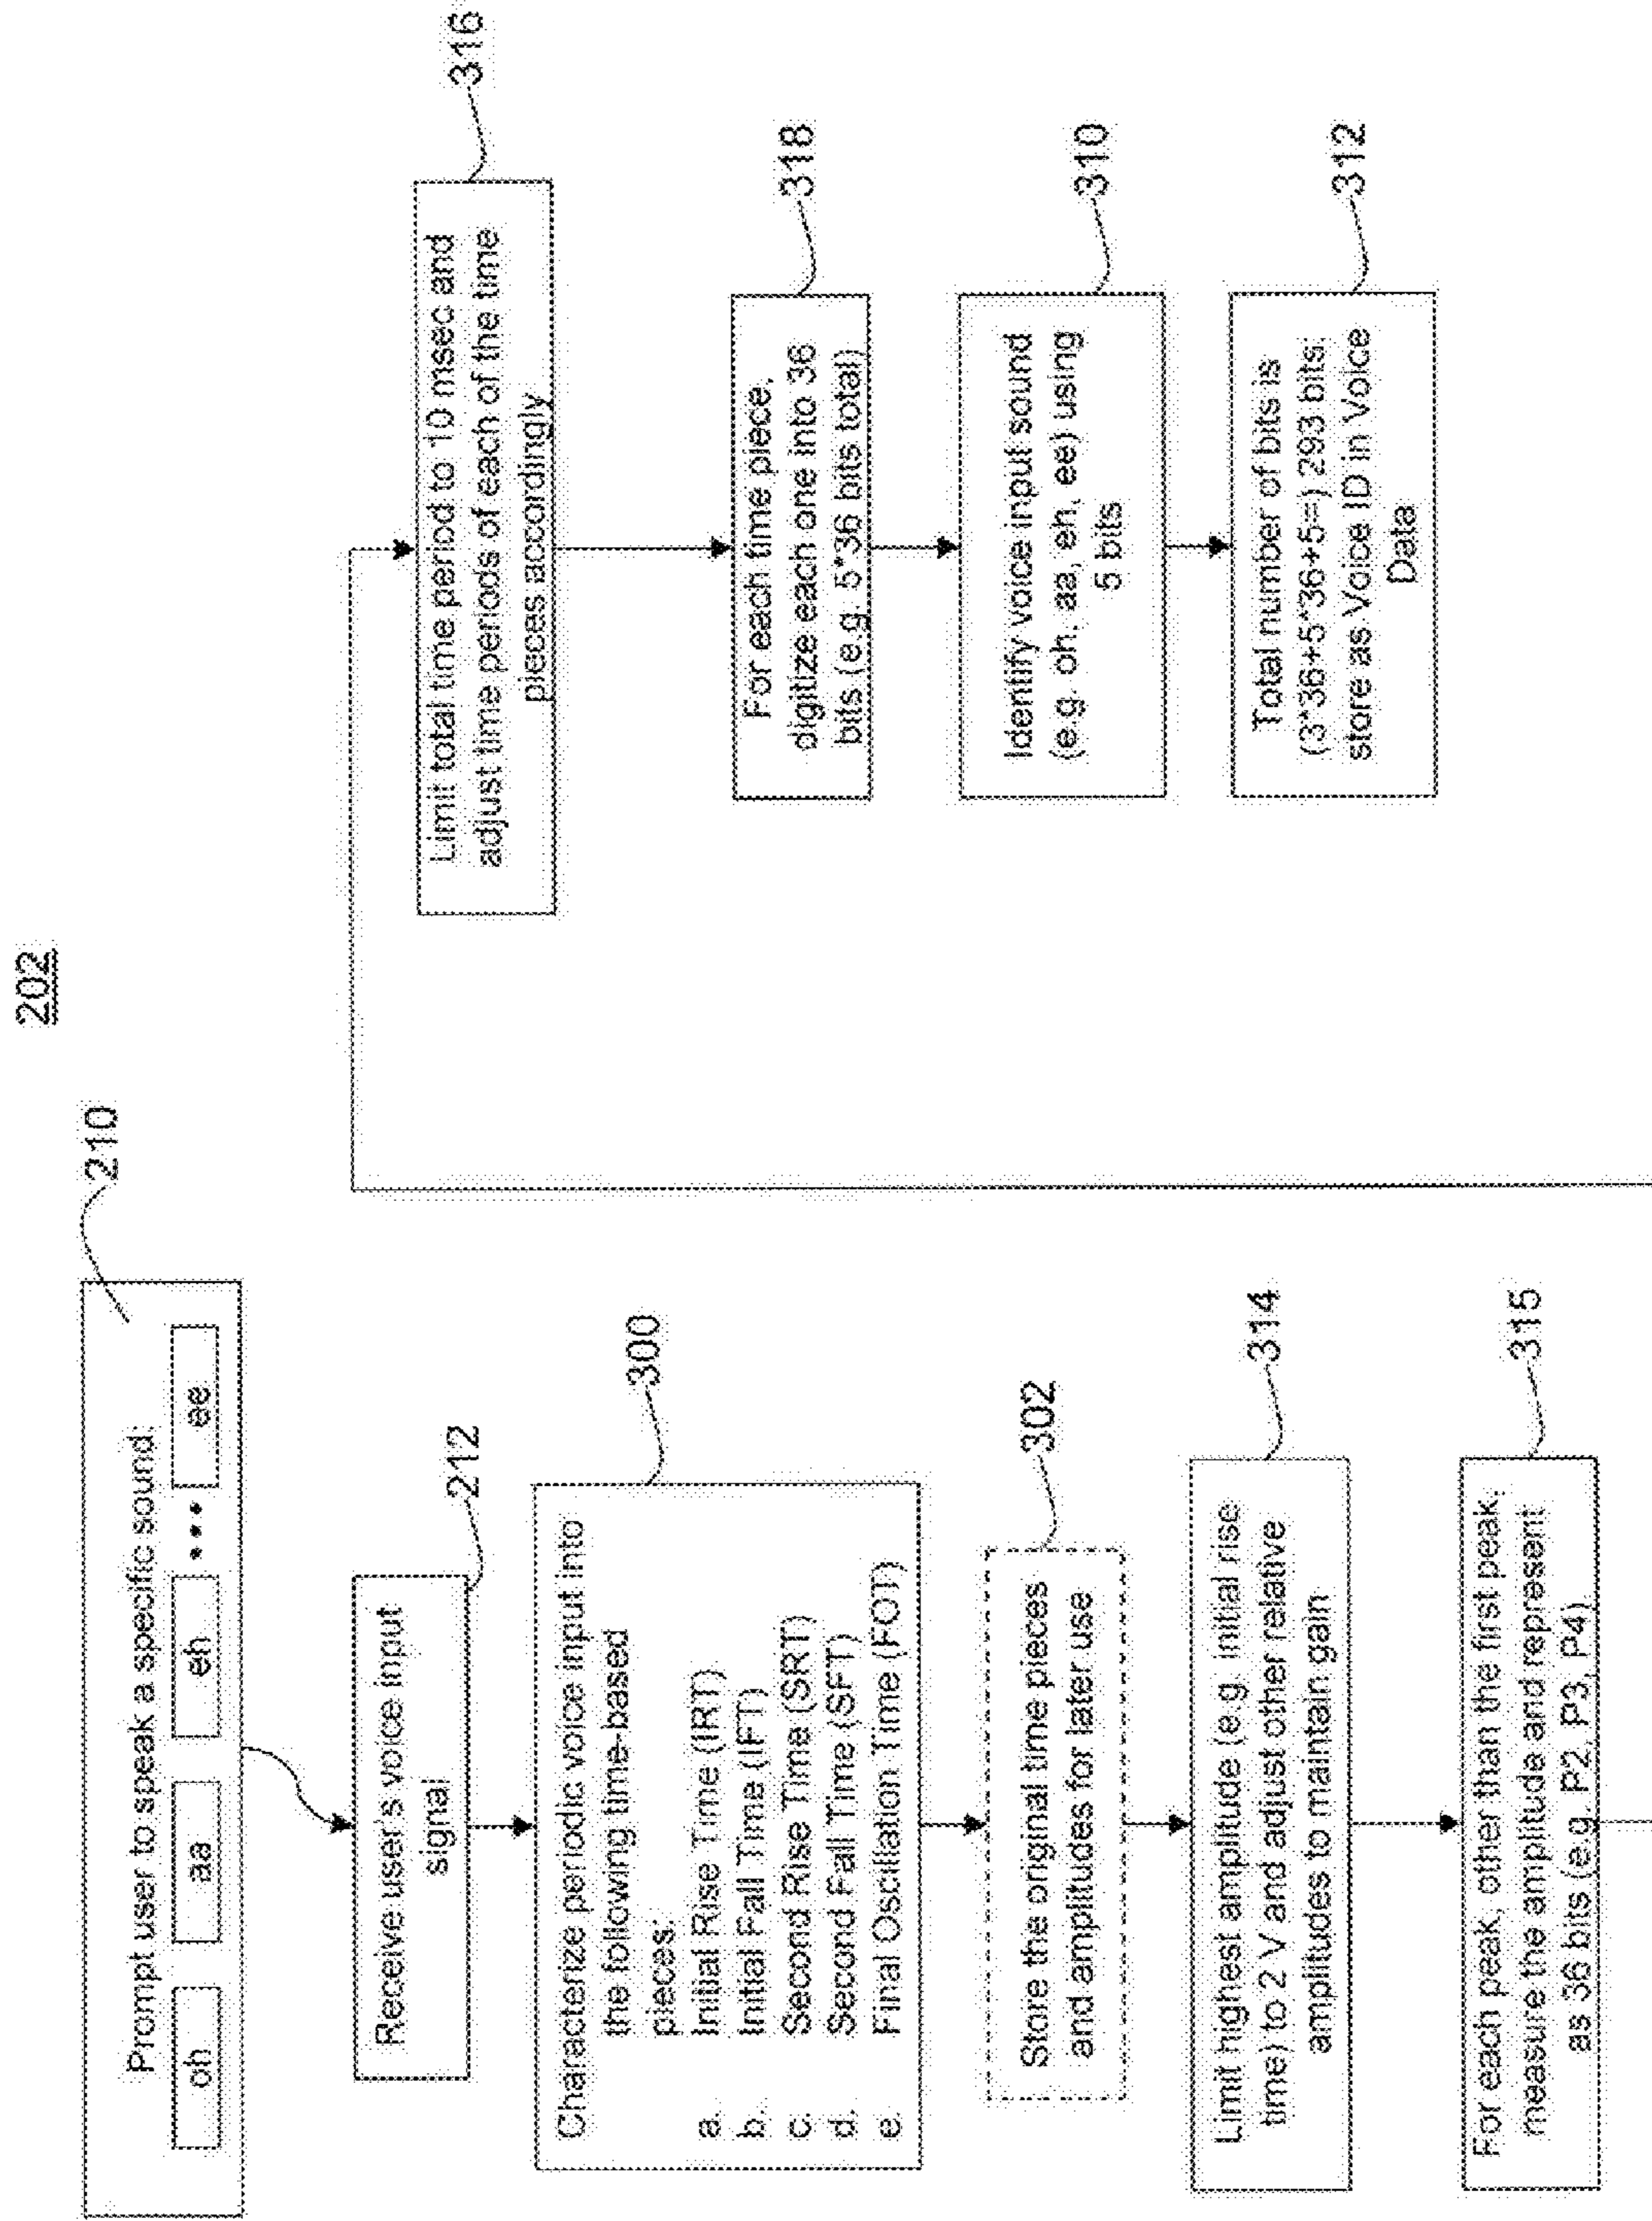 202
Prompt user to speak a specific sound:
oh aa eh ••• ee
210
Receive user's voice input
signal
212
Characterize periodic voice input into
the following time-based
pieces:
a. Initial Rise Time (IRT)
b. Initial Fall Time (IFT)
c. Second Rise Time (SRT)
d. Second Fall Time (SFT)
e. Final Oscillation Time (FOT)
300
Store the original time pieces
and amplitudes for later use
302
Limit highest amplitude (e.g. initial rise
time) to 2 V and adjust other relative
amplitudes to maintain gain
314
For each peak, other than the first peak,
measure the amplitude and represent
as 36 bits (e.g. P2, P3, P4)
315
Limit total time period to 10 msec and
adjust time periods of each of the time
pieces accordingly
316
For each time piece,
digitize each one into 36
bits (e.g. 5*36 bits total)
318
Identify voice input sound
(e.g. oh, aa, eh, ee) using
5 bits
310
Total number of bits is
(3*36+5*36+5=) 293 bits;
store as Voice ID in Voice
Data
312